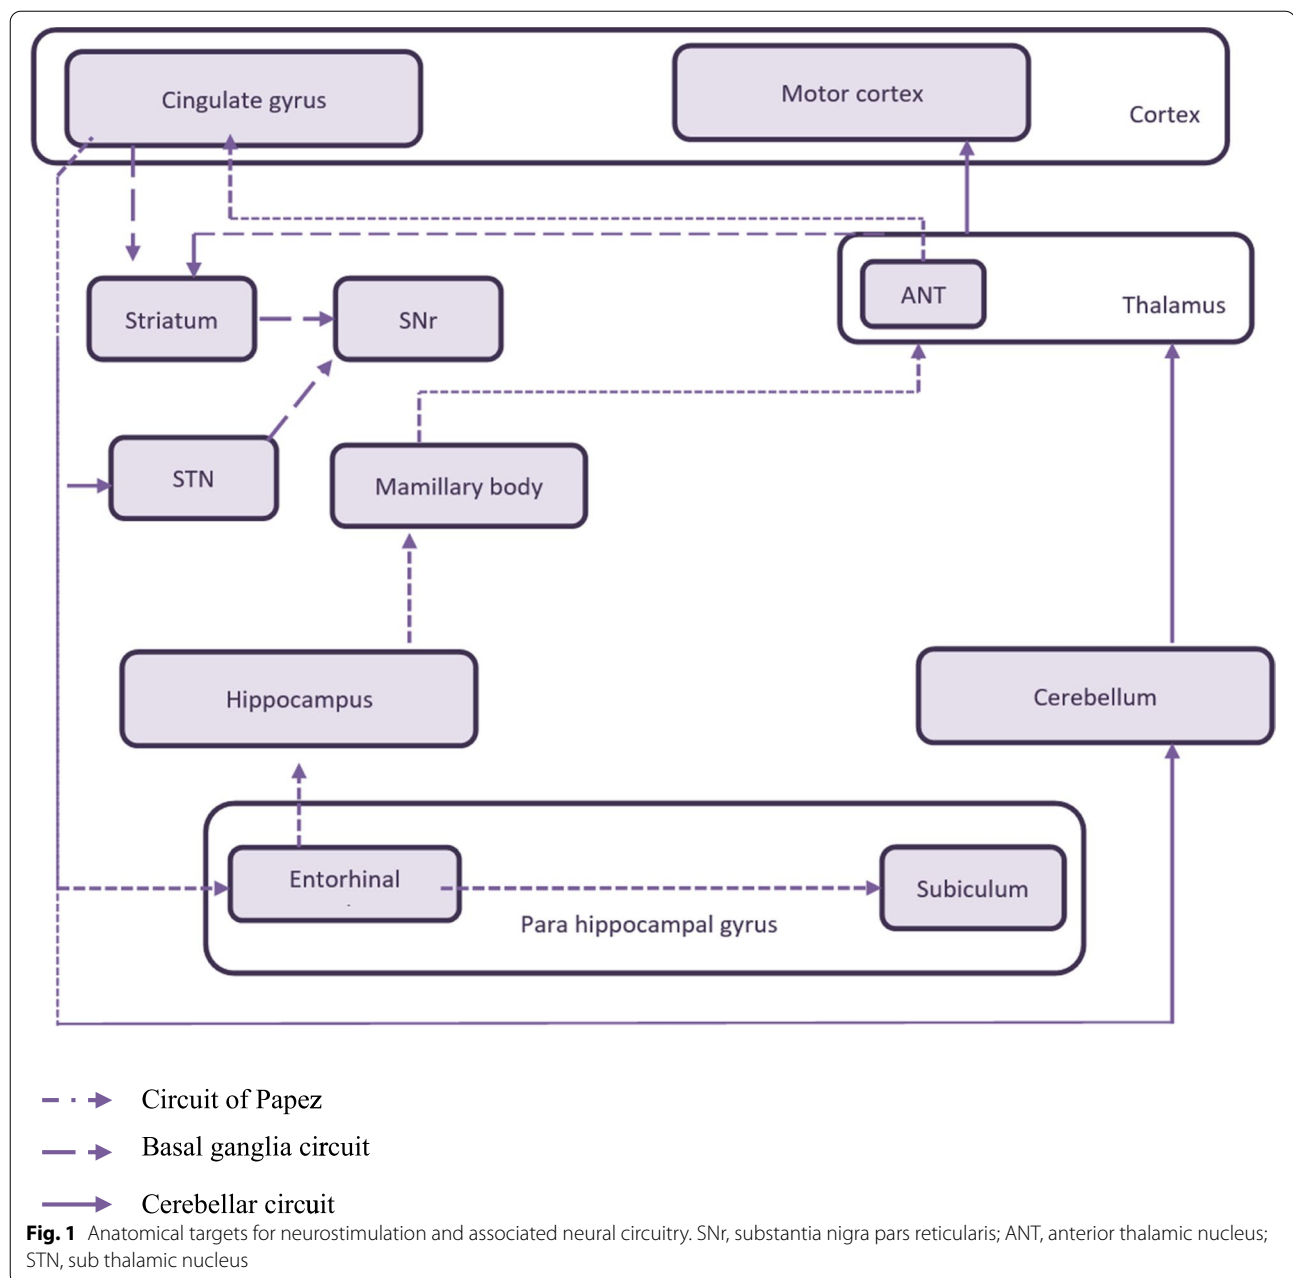 Cingulate gyrus
Motor cortex
Cortex
Striatum
SNr
ANT
Thalamus
STN
Mamillary body
Hippocampus
Cerebellum
Entorhinal
Subiculum
Para hippocampal gyrus
Circuit of Papez
Basal ganglia circuit
Cerebellar circuit
Fig. 1 Anatomical targets for neurostimulation and associated neural circuitry. SNr, substantia nigra pars reticularis; ANT, anterior thalamic nucleus;
STN, sub thalamic nucleus